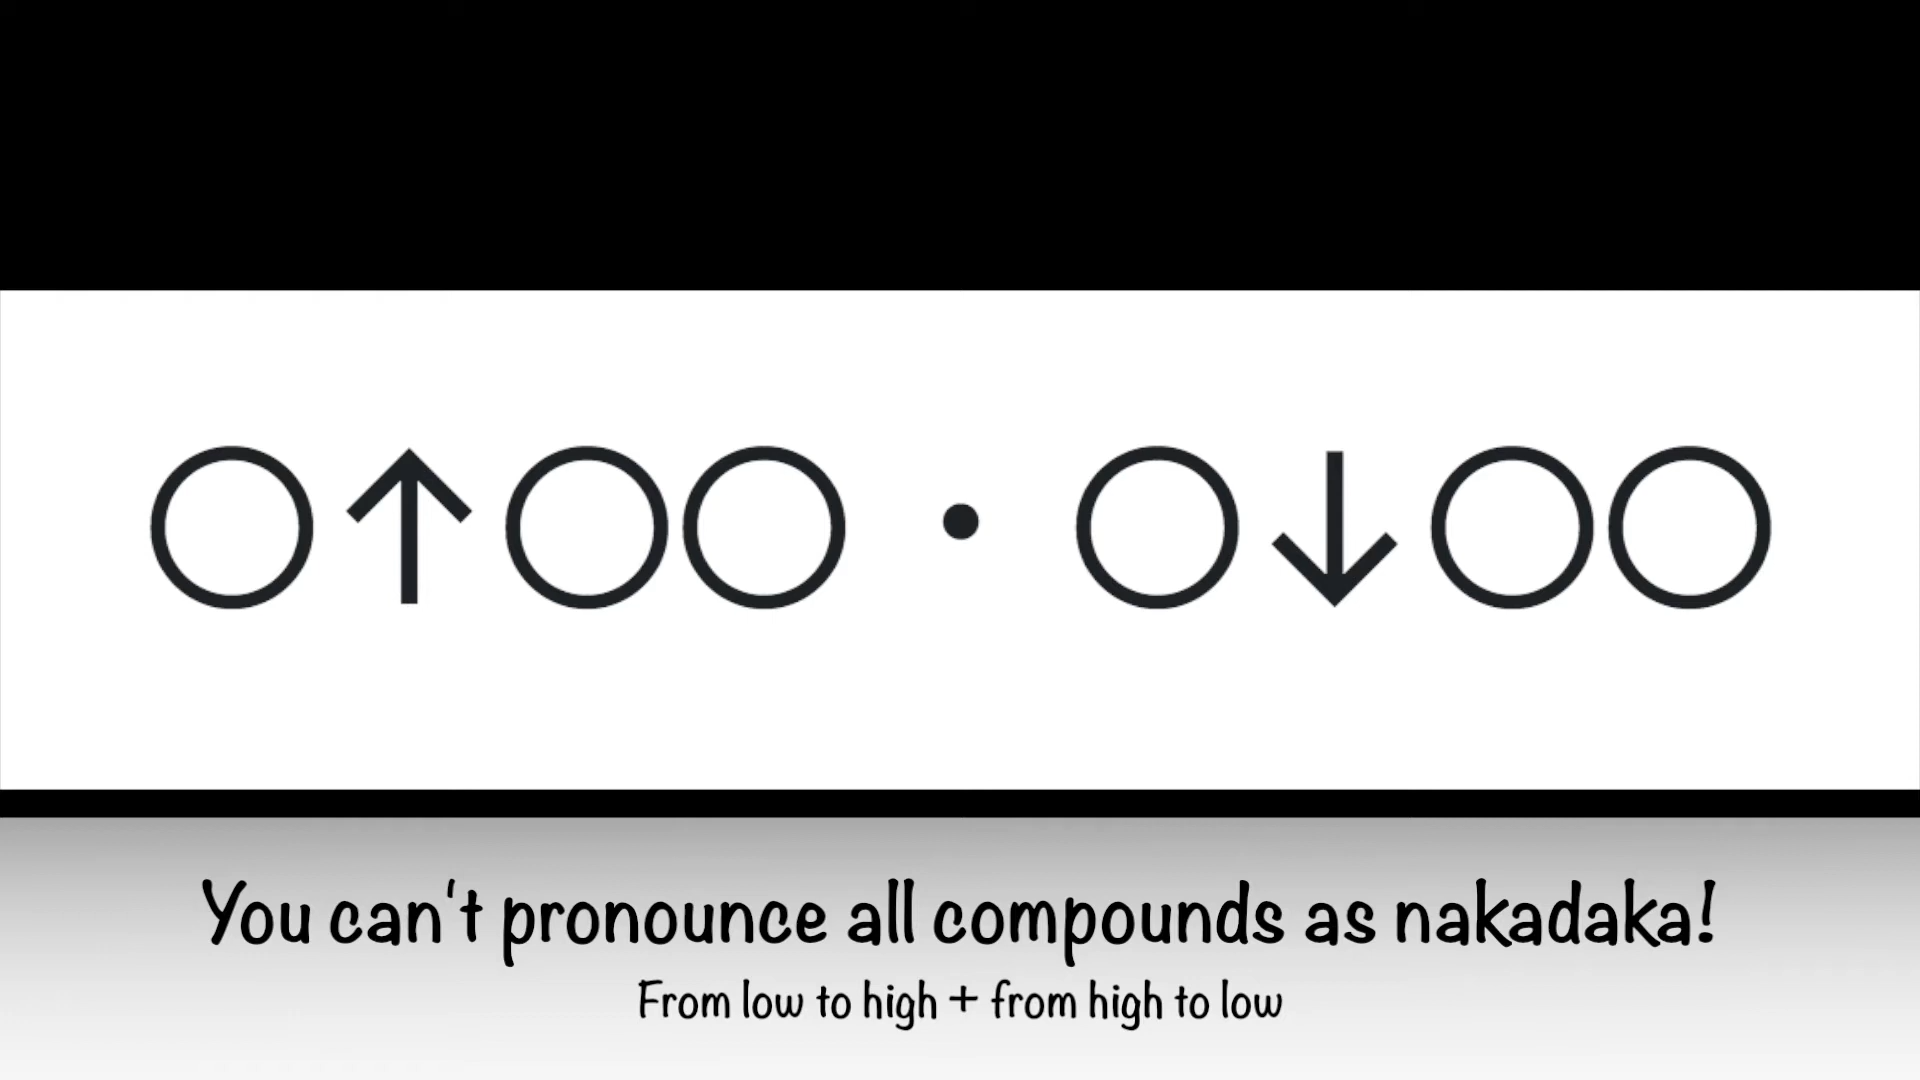 ○↑○○・○↓○○
You can't pronounce all compounds as nakadaka!
From low to high + from high to low